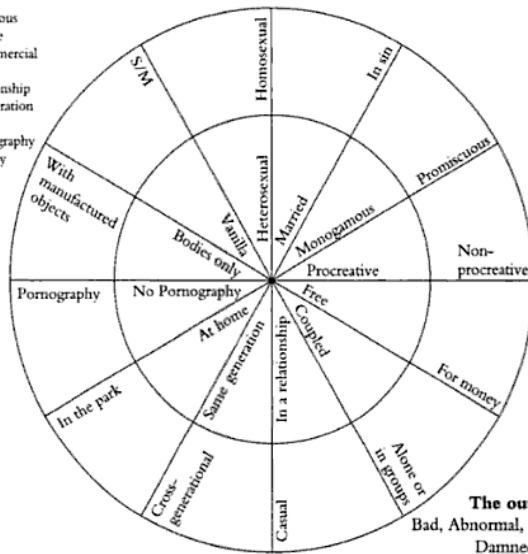 Homosexual
In sin
Promiscuous
Non-
procreative
For money
Alone or
in groups
Casual
Cross-
generational
In the park
Pornography
With
manufactured
objects
S/M
Heterosexual
Married
Monogamous
Procreative
Free
Coupled
In a relationship
Same generation
At home
No Pornography
Bodies only
Vanilla
The ou
Bad, Abnormal,
Damned